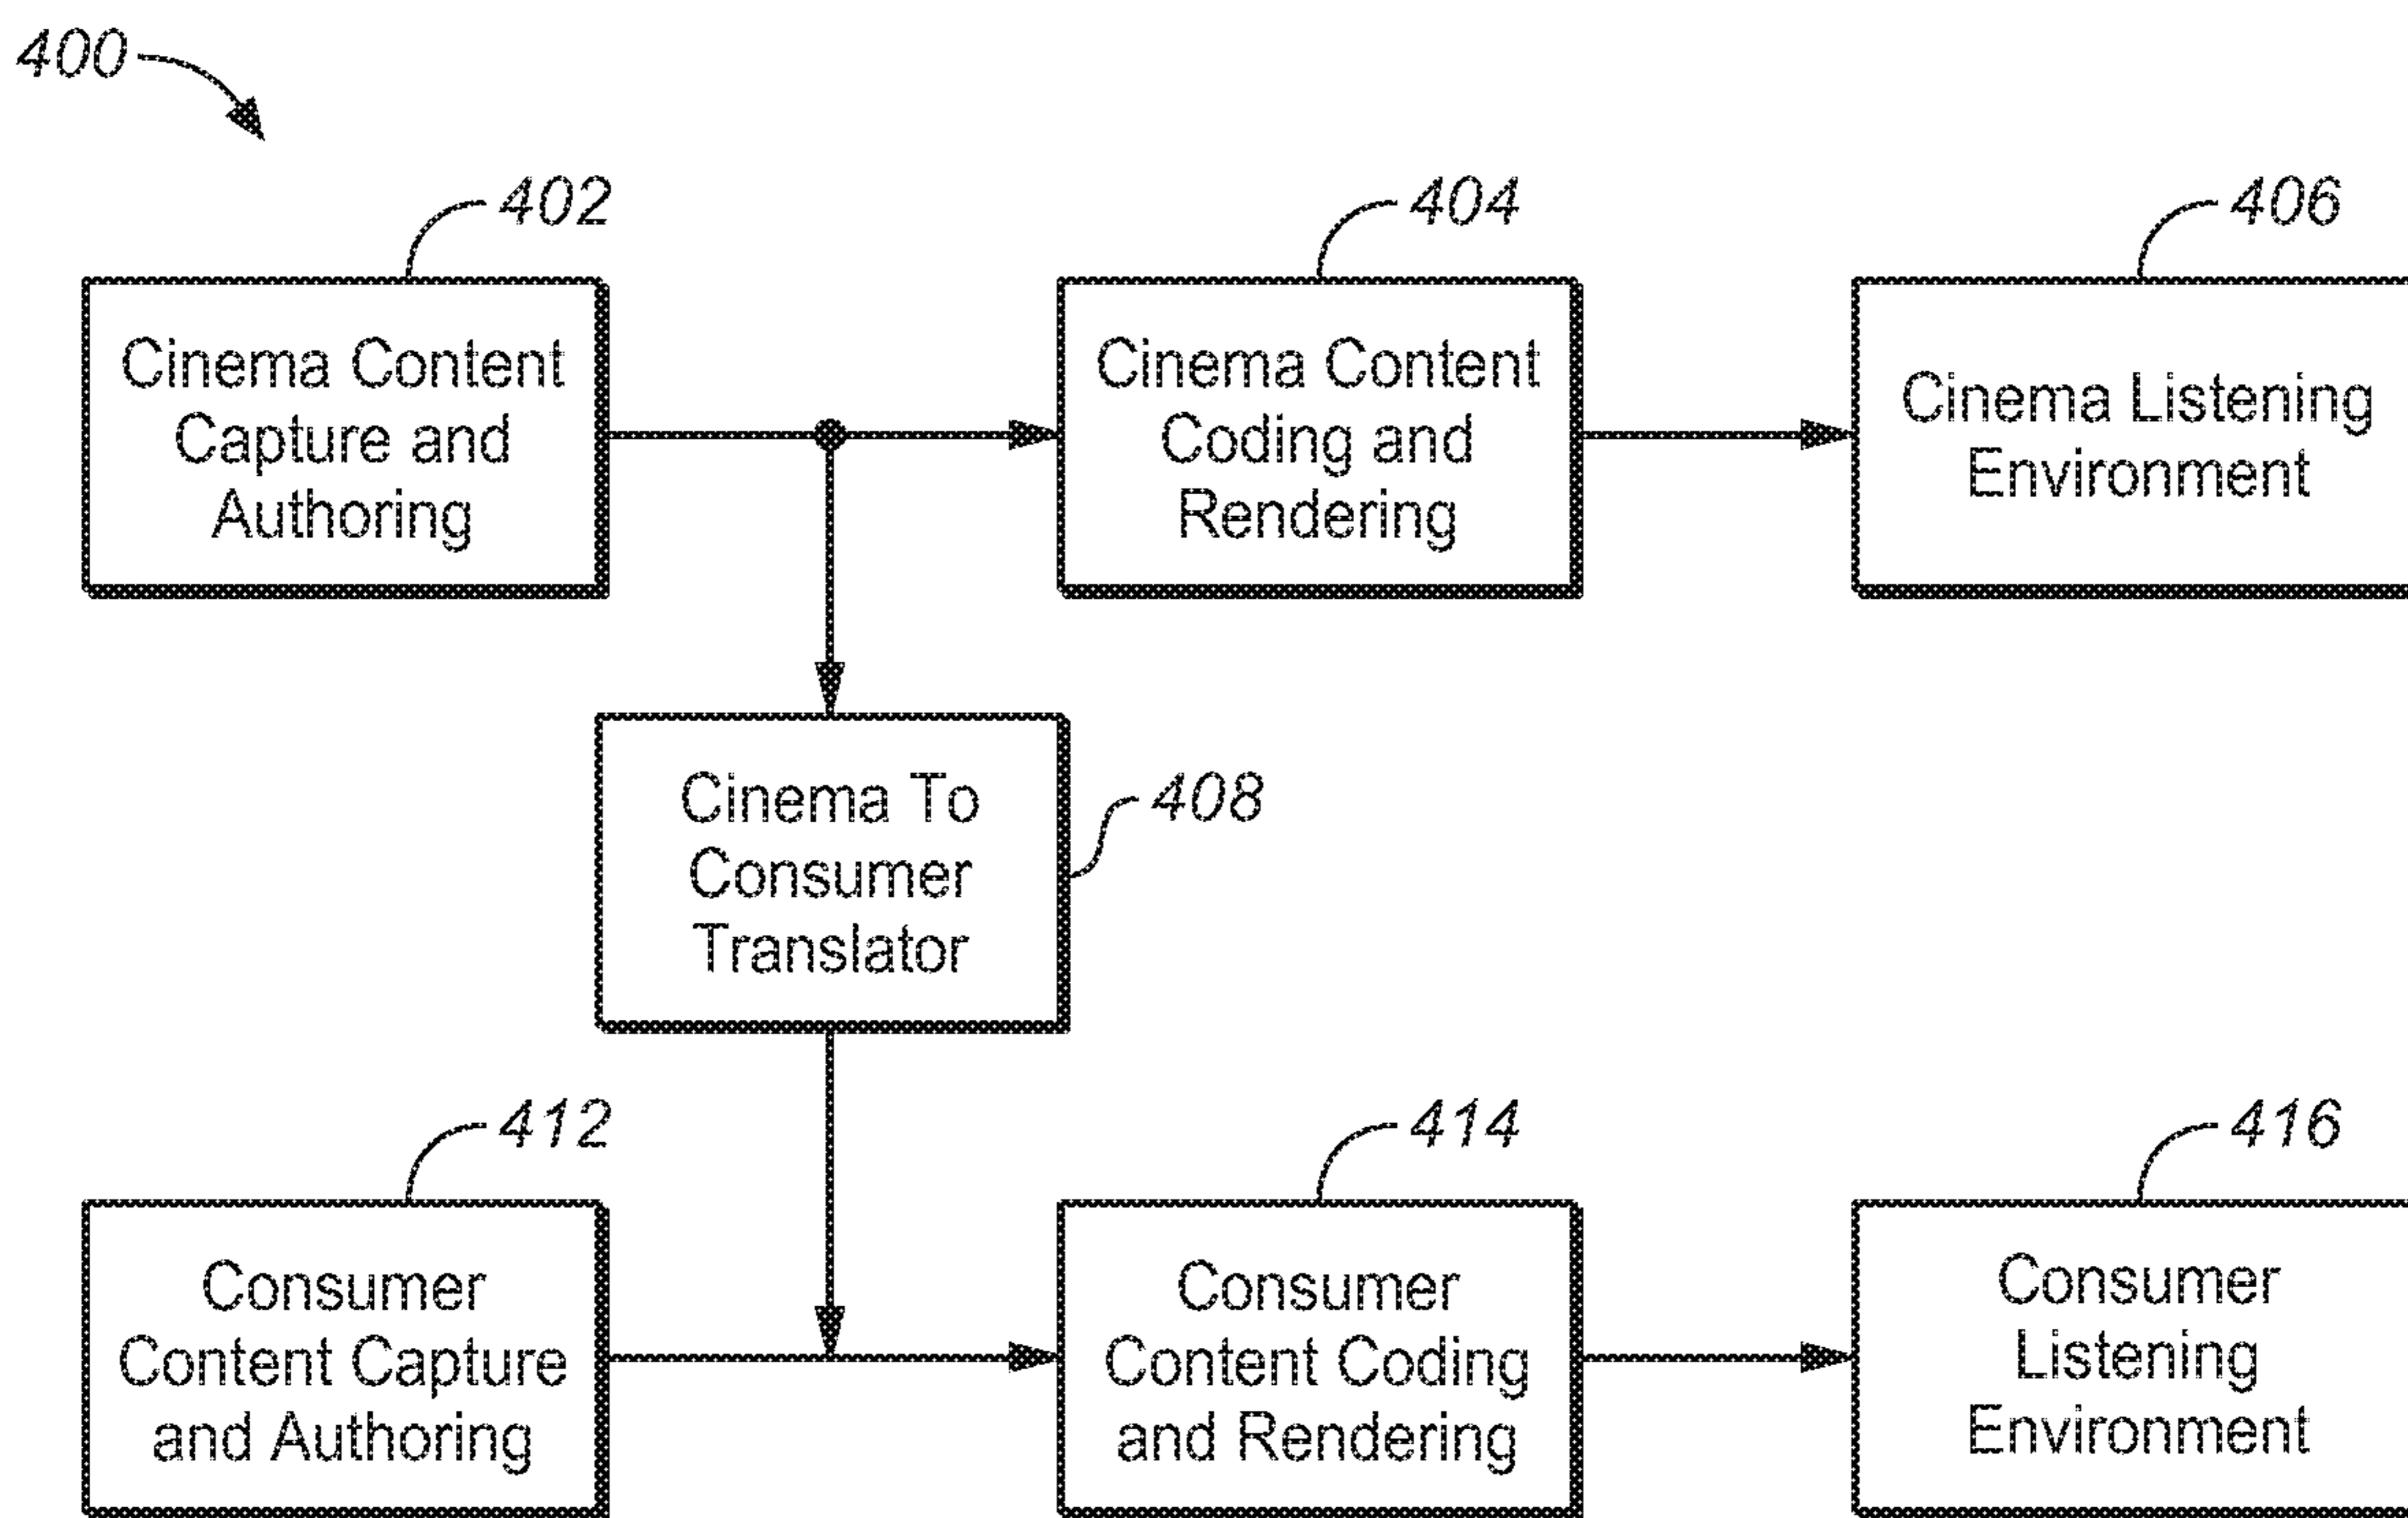 400
402
404
406
Cinema Content
Capture and
Authoring
Cinema Content
Coding and
Rendering
Cinema Listening
Environment
Cinema To
Consumer
Translator
408
412
414
416
Consumer
Content Capture
and Authoring
Consumer
Content Coding
and Rendering
Consumer
Listening
Environment